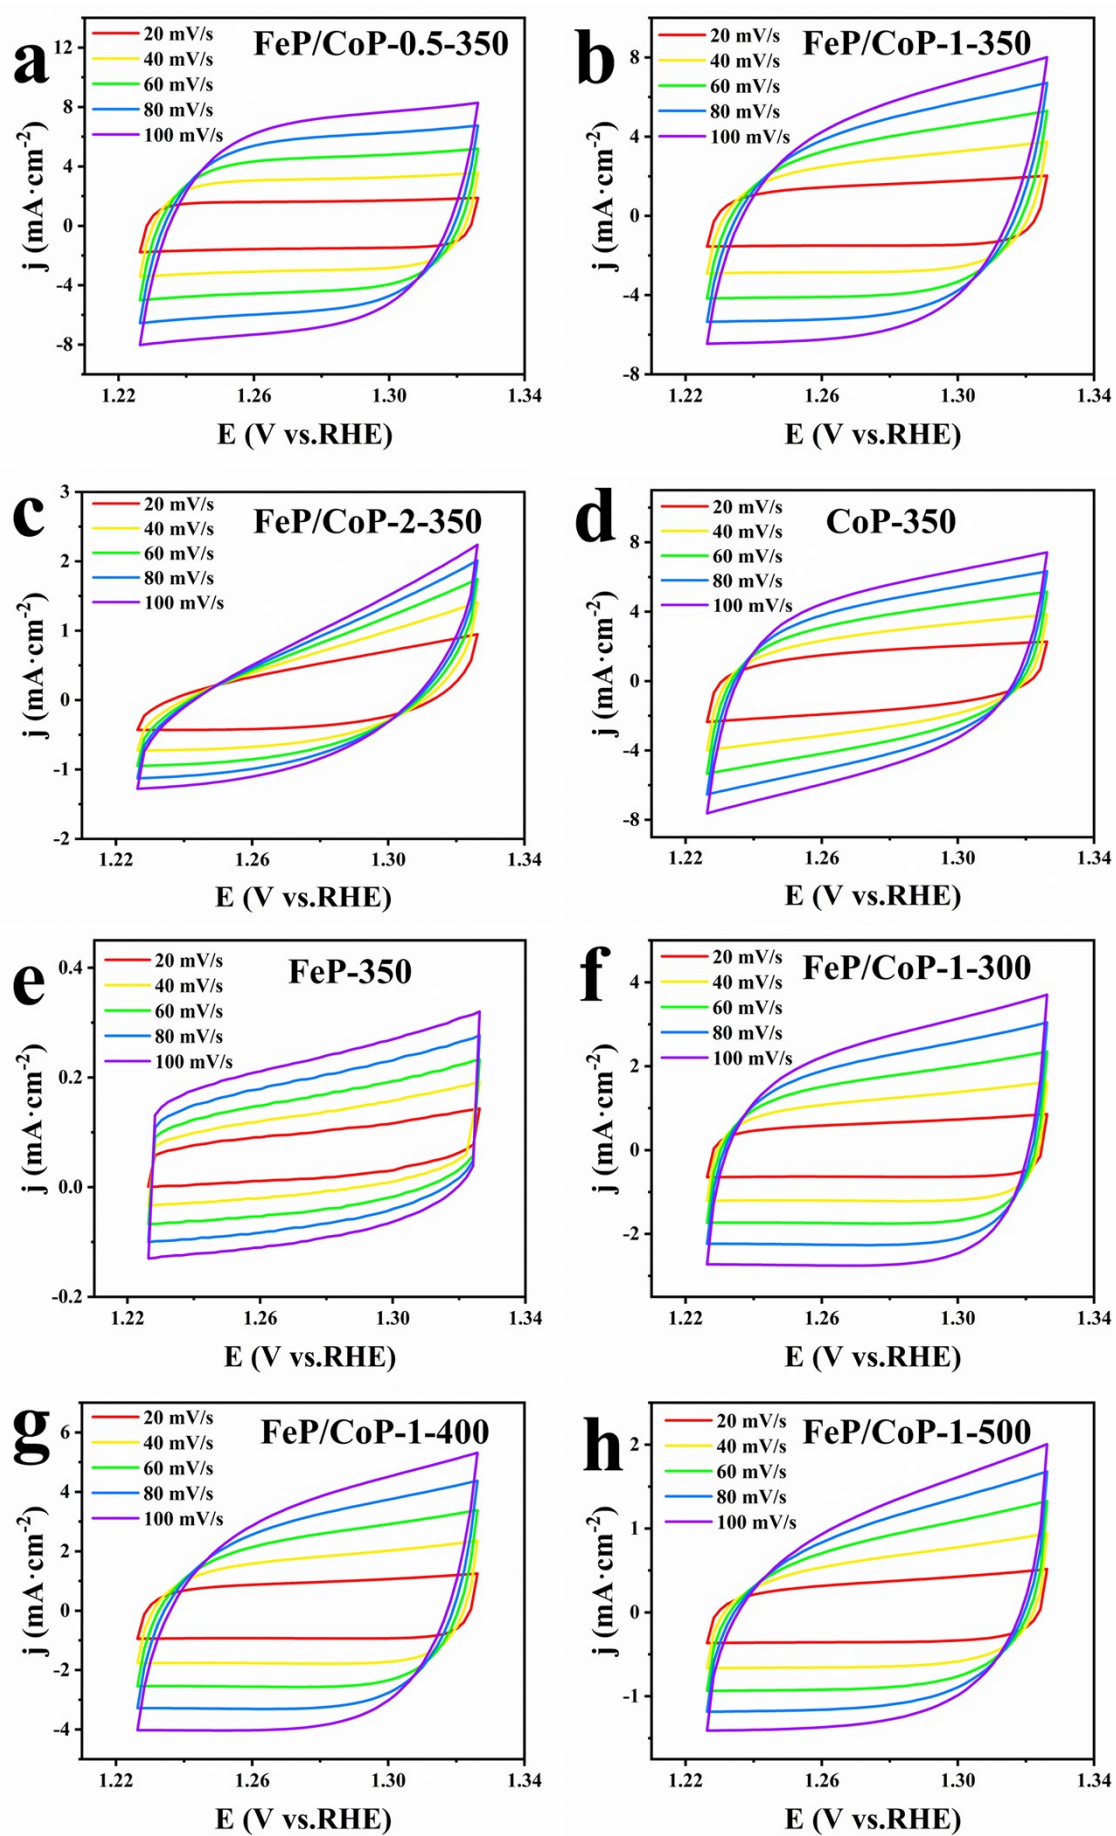 a
FeP/CoP-0.5-350
20 mV/s
40 mV/s
60 mV/s
80 mV/s
100 mV/s
12
8
4
0
-4
-8
j (mA·cm-2)
1.22 1.26 1.30 1.34
E (V vs.RHE)
b
FeP/CoP-1-350
20 mV/s
40 mV/s
60 mV/s
80 mV/s
100 mV/s
8
4
0
-4
-8
j (mA·cm-2)
1.22 1.26 1.30 1.34
E (V vs.RHE)
c
FeP/CoP-2-350
20 mV/s
40 mV/s
60 mV/s
80 mV/s
100 mV/s
3
2
1
0
-1
-2
j (mA·cm-2)
1.22 1.26 1.30 1.34
E (V vs.RHE)
d
CoP-350
20 mV/s
40 mV/s
60 mV/s
80 mV/s
100 mV/s
8
4
0
-4
-8
j (mA·cm-2)
1.22 1.26 1.30 1.34
E (V vs.RHE)
e
FeP-350
20 mV/s
40 mV/s
60 mV/s
80 mV/s
100 mV/s
0.4
0.2
0.0
-0.2
j (mA·cm-2)
1.22 1.26 1.30 1.34
E (V vs.RHE)
f
FeP/CoP-1-300
20 mV/s
40 mV/s
60 mV/s
80 mV/s
100 mV/s
4
2
0
-2
j (mA·cm-2)
1.22 1.26 1.30 1.34
E (V vs.RHE)
g
FeP/CoP-1-400
20 mV/s
40 mV/s
60 mV/s
80 mV/s
100 mV/s
6
4
2
0
-2
-4
j (mA·cm-2)
1.22 1.26 1.30 1.34
E (V vs.RHE)
h
FeP/CoP-1-500
20 mV/s
40 mV/s
60 mV/s
80 mV/s
100 mV/s
2
1
0
-1
j (mA·cm-2)
1.22 1.26 1.30 1.34
E (V vs.RHE)